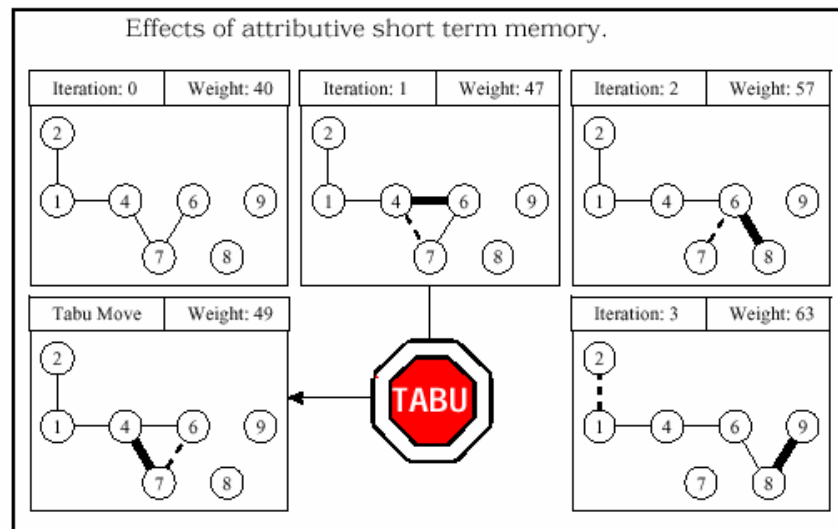 Effects of attributive short term memory.
Iteration: 0 Weight: 40
2
1 4 6 9
7 8
Iteration: 1 Weight: 47
2
1 4 6 9
7 8
Iteration: 2 Weight: 57
2
1 4 6 9
7 8
Tabu Move Weight: 49
2
1 4 6 9
7 8
TABU
Iteration: 3 Weight: 63
2
1 4 6 9
7 8